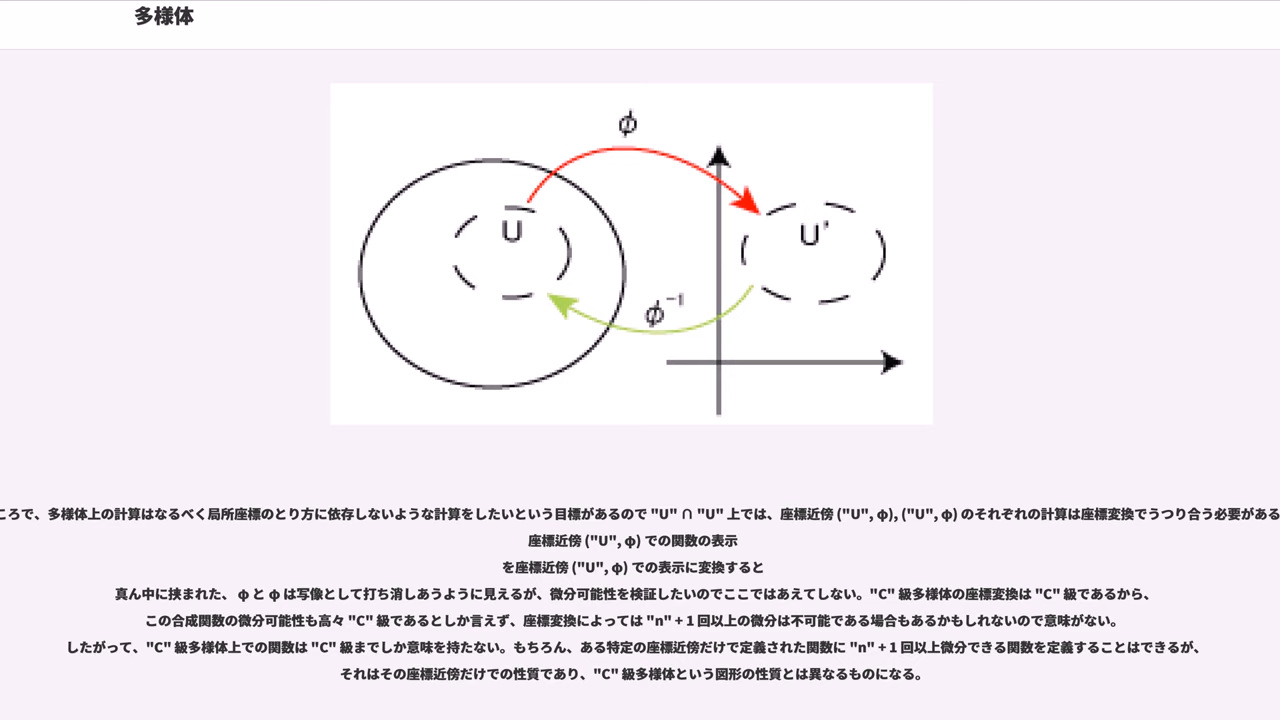 多様体
φ
U
U'
φ⁻¹
ころで、多様体上の計算はなるべく局所座標のとり方に依存しないような計算をしたいという目標があるので "U" ∩ "U" 上では、座標近傍 ("U", φ), ("U", φ) のそれぞれの計算は座標変換でうつり合う必要がある
座標近傍 ("U", φ) での関数の表示
を座標近傍 ("U", φ) での表示に変換すると
真ん中に挟まれた、 φ と φ は写像として打ち消しあうように見えるが、微分可能性を検証したいのでここではあえてしない。"C" 級多様体の座標変換は "C" 級であるから、
この合成関数の微分可能性も高々 "C" 級であるとしか言えず、座標変換によっては "n" + 1 回以上の微分は不可能である場合もあるかもしれないので意味がない。
したがって、"C" 級多様体上での関数は "C" 級までしか意味を持たない。もちろん、ある特定の座標近傍だけで定義された関数に "n" + 1 回以上微分できる関数を定義することはできるが、
それはその座標近傍だけでの性質であり、"C" 級多様体という図形の性質とは異なるものになる。